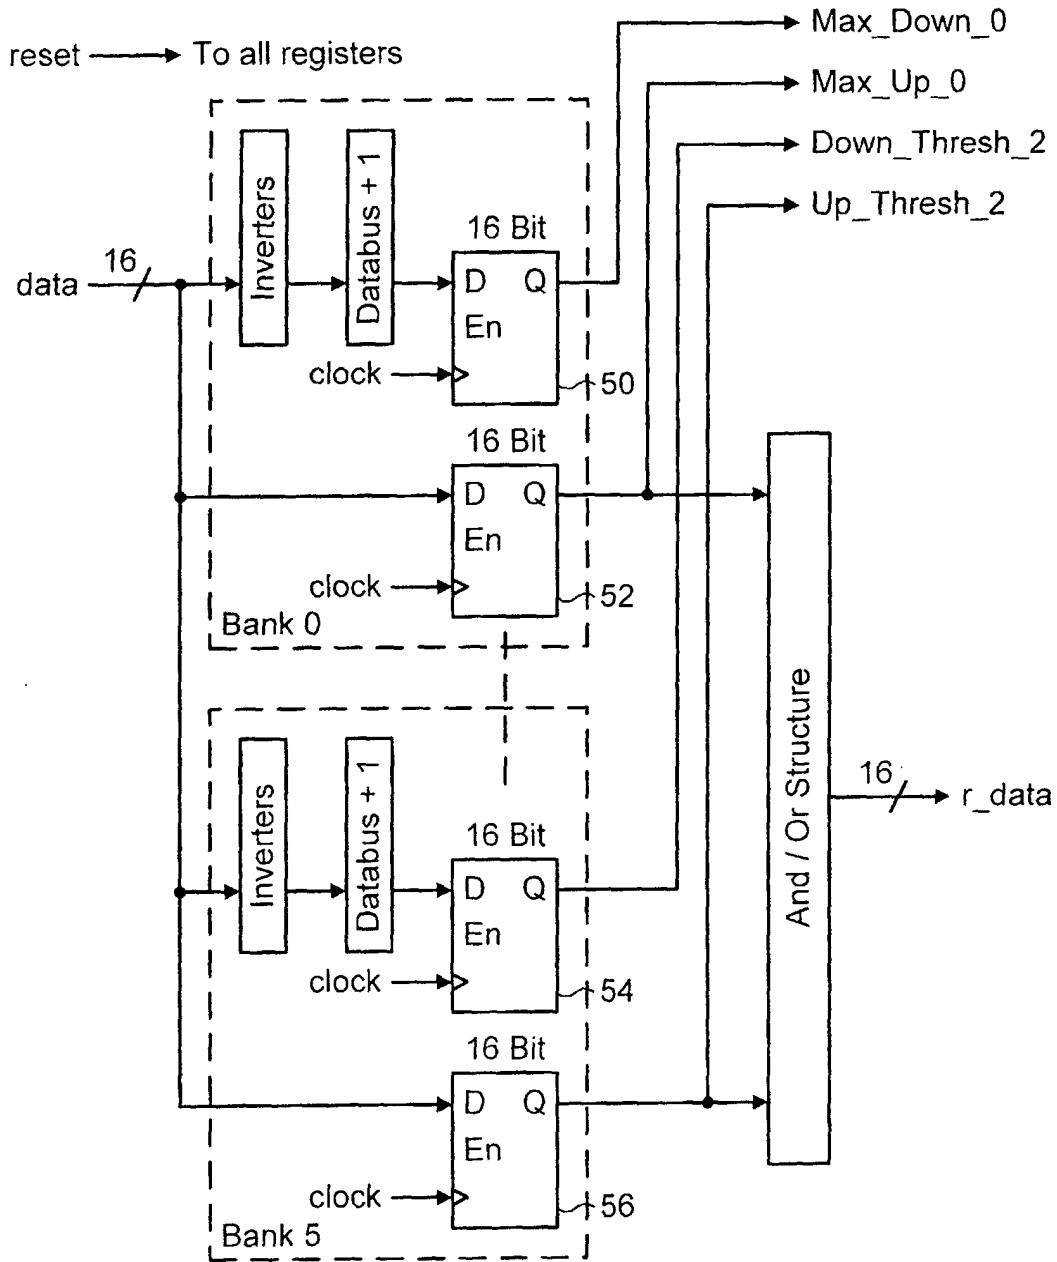 Max_Down_0
reset To all registers
Max_Up_0
Down_Thresh_2
Up_Thresh_2
Inverters
Databus + 1
16 Bit
data 16
D Q
En
clock
50
16 Bit
D Q
En
clock
52
Bank 0
And / Or Structure
16
r_data
Inverters
Databus + 1
16 Bit
D Q
En
clock
54
16 Bit
D Q
En
clock
56
Bank 5